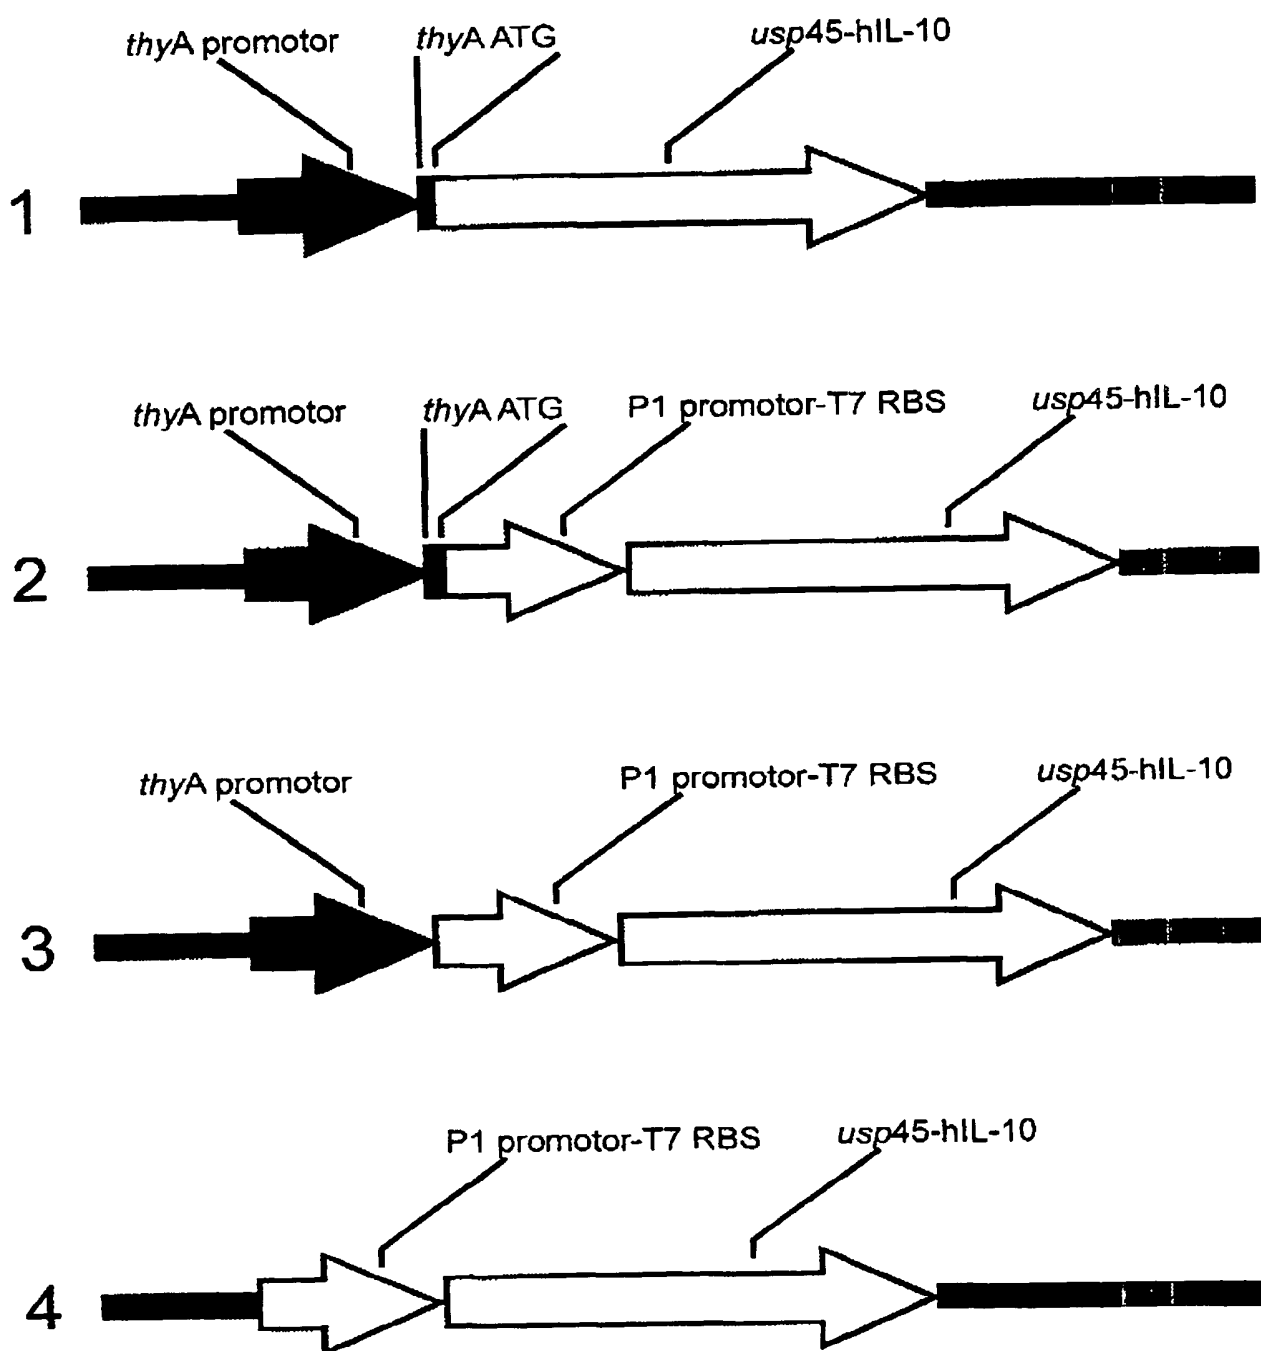 thyA promotor thyA ATG usp45-hIL-10
1
thyA promotor thyA ATG P1 promotor-T7 RBS usp45-hIL-10
2
thyA promotor P1 promotor-T7 RBS usp45-hIL-10
3
P1 promotor-T7 RBS usp45-hIL-10
4